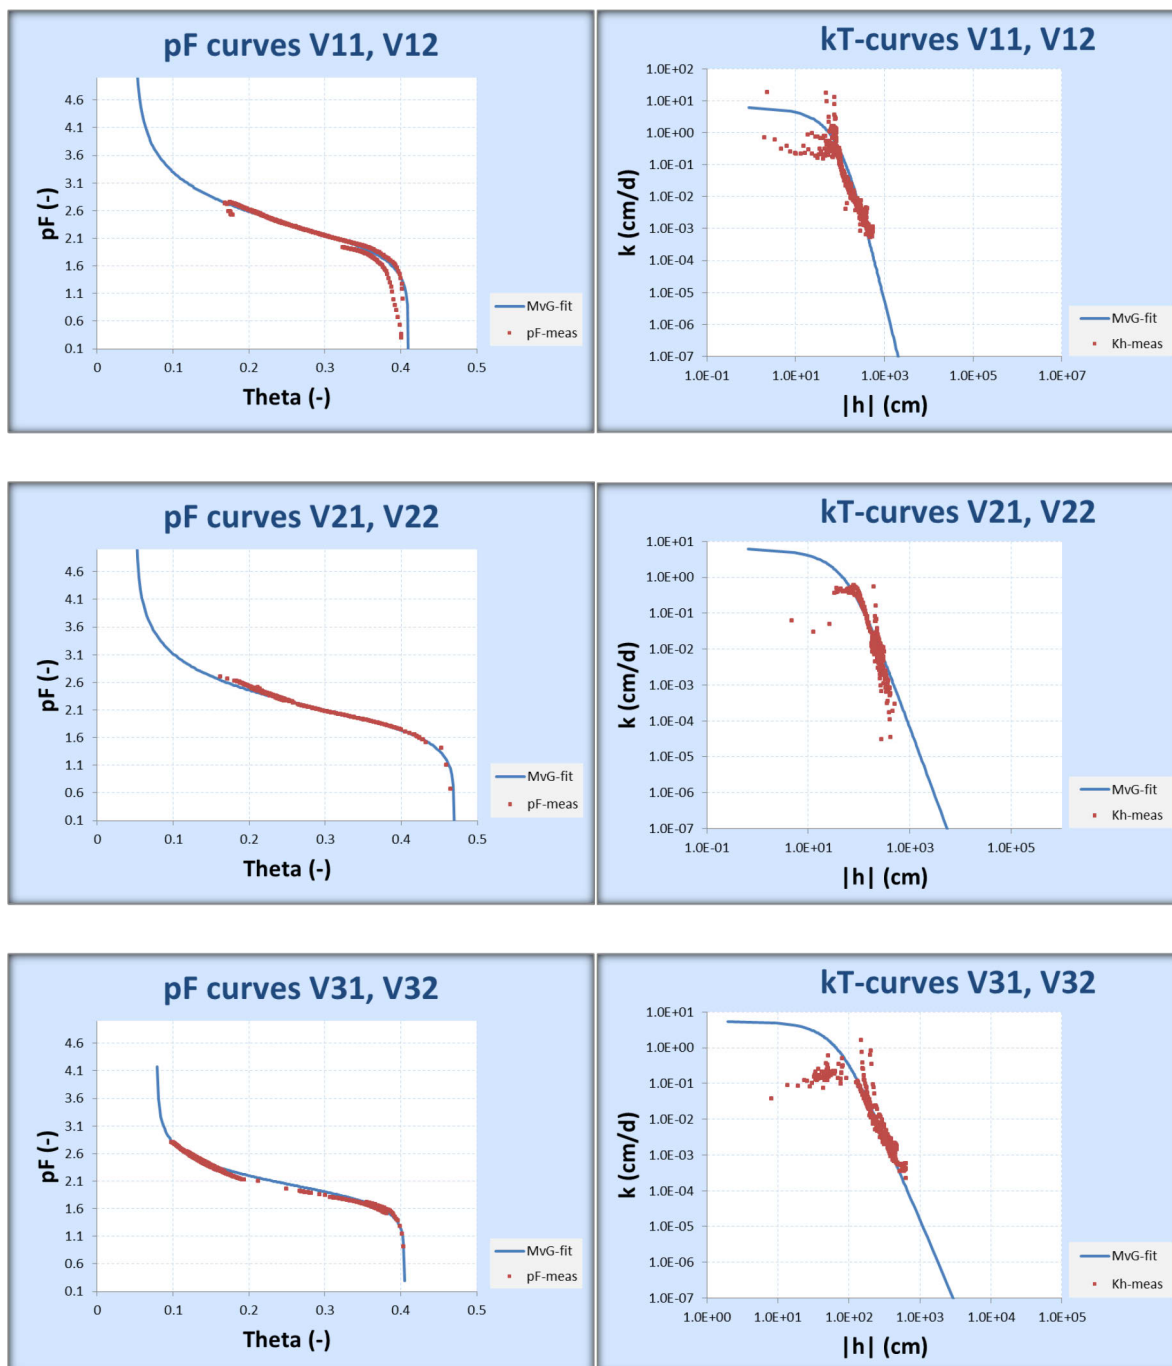 pF curves V11, V12
4.6
4.1
3.6
3.1
2.6
2.1
1.6
1.1
0.6
0.1
pF (-)
0 0.1 0.2 0.3 0.4 0.5
Theta (-)
MvG-fit
pF-meas
kT-curves V11, V12
1.0E+02
1.0E+01
1.0E+00
1.0E-01
1.0E-02
1.0E-03
1.0E-04
1.0E-05
1.0E-06
1.0E-07
k (cm/d)
1.0E-01 1.0E+01 1.0E+03 1.0E+05 1.0E+07
|h| (cm)
MvG-fit
Kh-meas
pF curves V21, V22
4.6
4.1
3.6
3.1
2.6
2.1
1.6
1.1
0.6
0.1
pF (-)
0 0.1 0.2 0.3 0.4 0.5
Theta (-)
MvG-fit
pF-meas
kT-curves V21, V22
1.0E+01
1.0E+00
1.0E-01
1.0E-02
1.0E-03
1.0E-04
1.0E-05
1.0E-06
1.0E-07
k (cm/d)
1.0E-01 1.0E+01 1.0E+03 1.0E+05
|h| (cm)
MvG-fit
Kh-meas
pF curves V31, V32
4.6
4.1
3.6
3.1
2.6
2.1
1.6
1.1
0.6
0.1
pF (-)
0 0.1 0.2 0.3 0.4 0.5
Theta (-)
MvG-fit
pF-meas
kT-curves V31, V32
1.0E+01
1.0E+00
1.0E-01
1.0E-02
1.0E-03
1.0E-04
1.0E-05
1.0E-06
1.0E-07
k (cm/d)
1.0E+00 1.0E+01 1.0E+02 1.0E+03 1.0E+04 1.0E+05
|h| (cm)
MvG-fit
Kh-meas